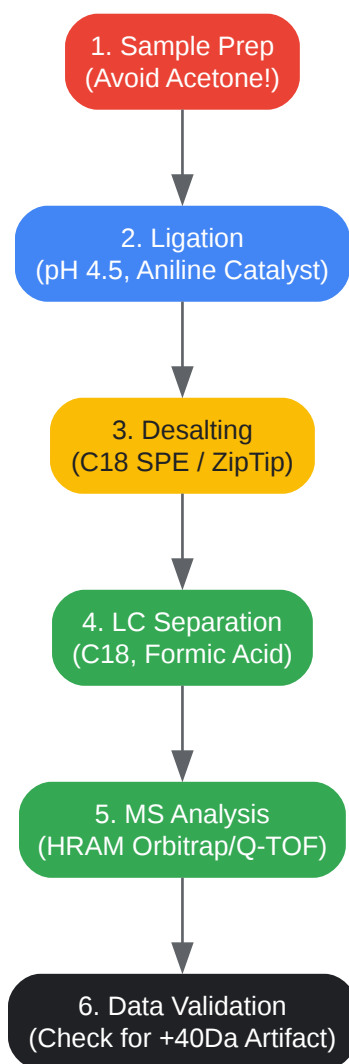 1. Sample Prep
(Avoid Acetone!)
2. Ligation
(pH 4.5, Aniline Catalyst)
3. Desalting
(C18 SPE / ZipTip)
4. LC Separation
(C18, Formic Acid)
5. MS Analysis
(HRAM Orbitrap/Q-TOF)
6. Data Validation
(Check for +40Da Artifact)